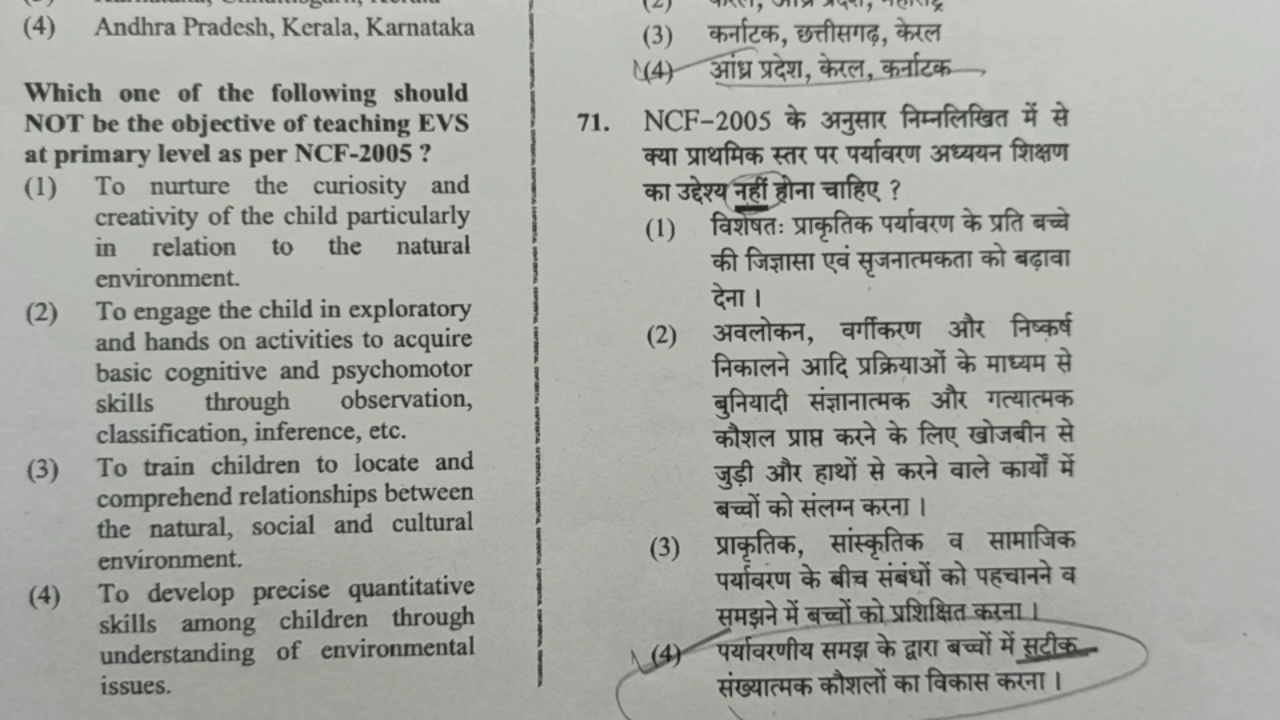 (4) Andhra Pradesh, Kerala, Karnataka
Which one of the following should
NOT be the objective of teaching EVS
at primary level as per NCF-2005 ?
(1) To nurture the curiosity and
creativity of the child particularly
in relation to the natural
environment.
(2) To engage the child in exploratory
and hands on activities to acquire
basic cognitive and psychomotor
skills through observation,
classification, inference, etc.
(3) To train children to locate and
comprehend relationships between
the natural, social and cultural
environment.
(4) To develop precise quantitative
skills among children through
understanding of environmental
issues.
(2) केरल, आंध्र प्रदेश, महाराष्ट्र
(3) कर्नाटक, छत्तीसगढ़, केरल
(4) आंध्र प्रदेश, केरल, कर्नाटक
71. NCF-2005 के अनुसार निम्नलिखित में से
क्या प्राथमिक स्तर पर पर्यावरण अध्ययन शिक्षण
का उद्देश्य नहीं होना चाहिए ?
(1) विशेषतः प्राकृतिक पर्यावरण के प्रति बच्चे
की जिज्ञासा एवं सृजनात्मकता को बढ़ावा
देना ।
(2) अवलोकन, वर्गीकरण और निष्कर्ष
निकालने आदि प्रक्रियाओं के माध्यम से
बुनियादी संज्ञानात्मक और गत्यात्मक
कौशल प्राप्त करने के लिए खोजबीन से
जुड़ी और हाथों से करने वाले कार्यों में
बच्चों को संलग्न करना ।
(3) प्राकृतिक, सांस्कृतिक व सामाजिक
पर्यावरण के बीच संबंधों को पहचानने व
समझने में बच्चों को प्रशिक्षित करना ।
(4) पर्यावरणीय समझ के द्वारा बच्चों में सटीक
संख्यात्मक कौशलों का विकास करना ।